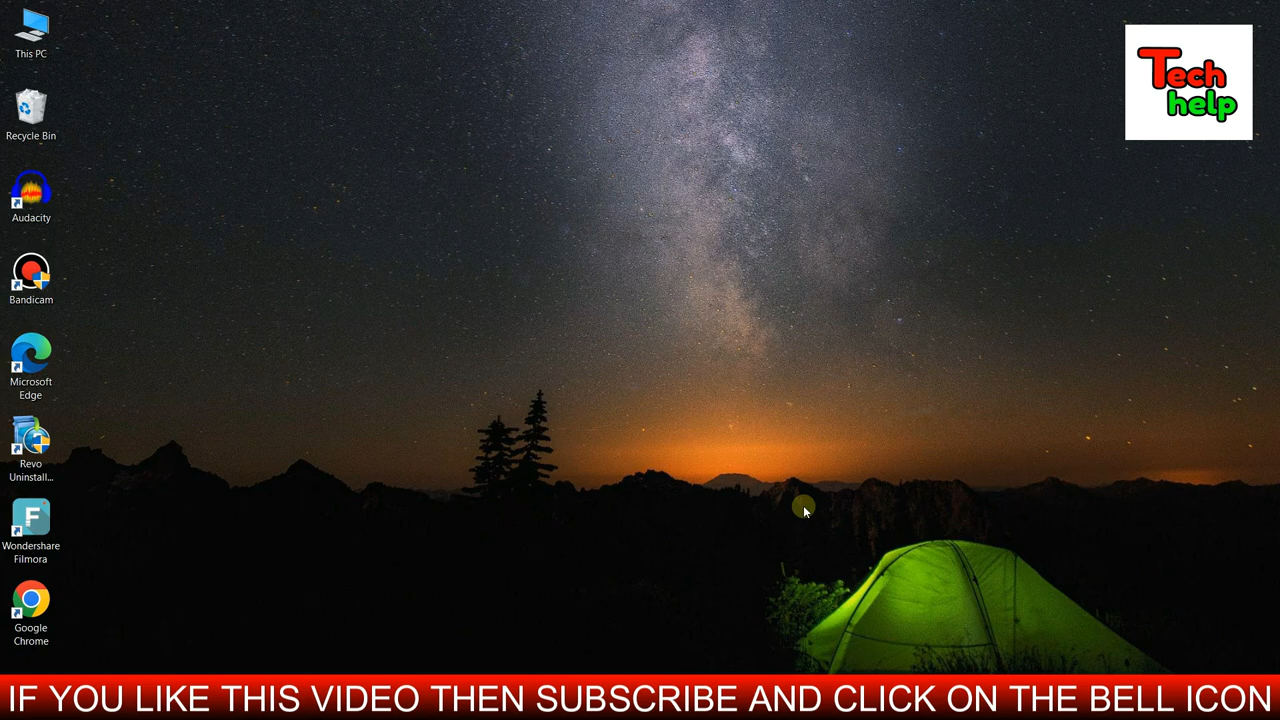 This PC
Recycle Bin
Audacity
Bandicam
Microsoft
Edge
Revo
Uninstall...
Wondershare
Filmora
Google
Chrome
Tech
help
IF YOU LIKE THIS VIDEO THEN SUBSCRIBE AND CLICK ON THE BELL ICON